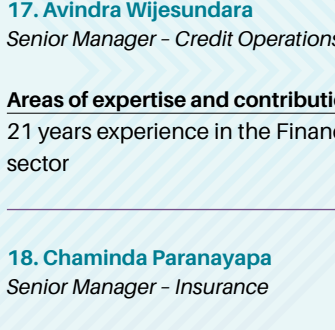 17. Avindra Wijesundara
Senior Manager – Credit Operations
Areas of expertise and
21 years experience in the
sector
18. Chaminda Paranayapa
Senior Manager – Insurance